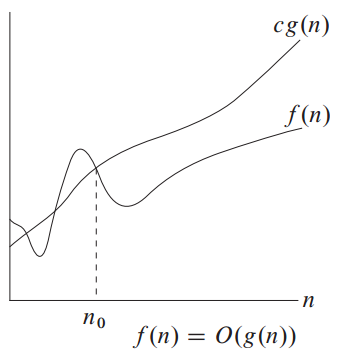 cg(n)
f(n)
n
n₀
f(n) = O(g(n))